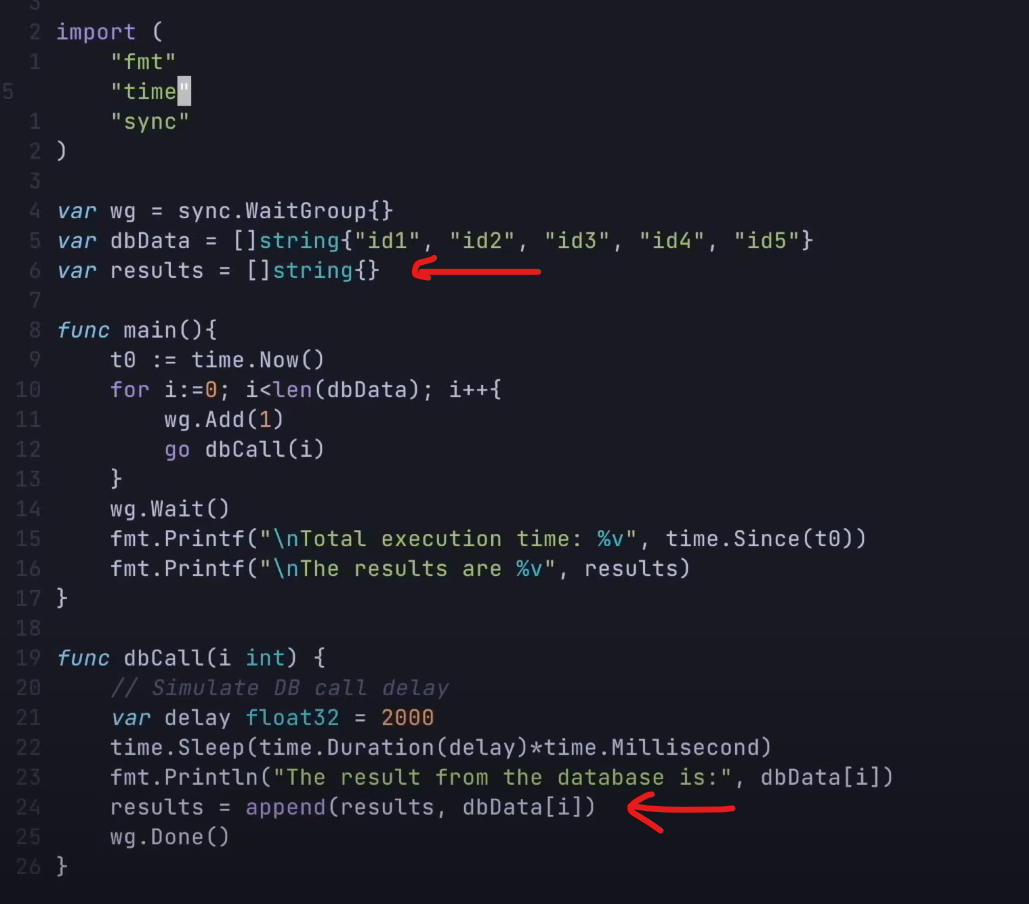 3
2 import (
1     "fmt"
5     "time"
1     "sync"
2 )
3
4 var wg = sync.WaitGroup{}
5 var dbData = []string{"id1", "id2", "id3", "id4", "id5"}
6 var results = []string{}
7
8 func main(){
9     t0 := time.Now()
10     for i:=0; i<len(dbData); i++{
11         wg.Add(1)
12         go dbCall(i)
13     }
14     wg.Wait()
15     fmt.Printf("\nTotal execution time: %v", time.Since(t0))
16     fmt.Printf("\nThe results are %v", results)
17 }
18
19 func dbCall(i int) {
20     // Simulate DB call delay
21     var delay float32 = 2000
22     time.Sleep(time.Duration(delay)*time.Millisecond)
23     fmt.Println("The result from the database is:", dbData[i])
24     results = append(results, dbData[i])
25     wg.Done()
26 }